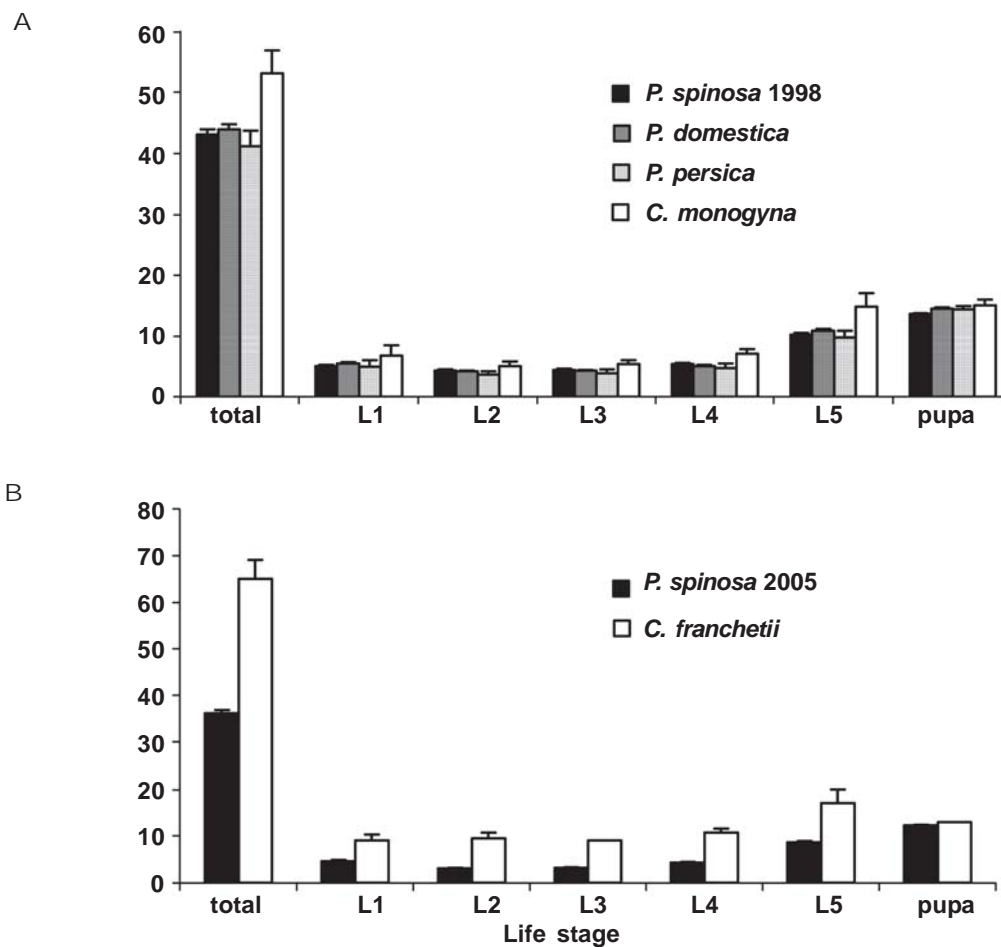 A
60
50
40
30
20
10
0
P. spinosa 1998
P. domestica
P. persica
C. monogyna
total L1 L2 L3 L4 L5 pupa
B
80
70
60
50
40
30
20
10
0
P. spinosa 2005
C. franchetii
total L1 L2 L3 L4 L5 pupa
Life stage